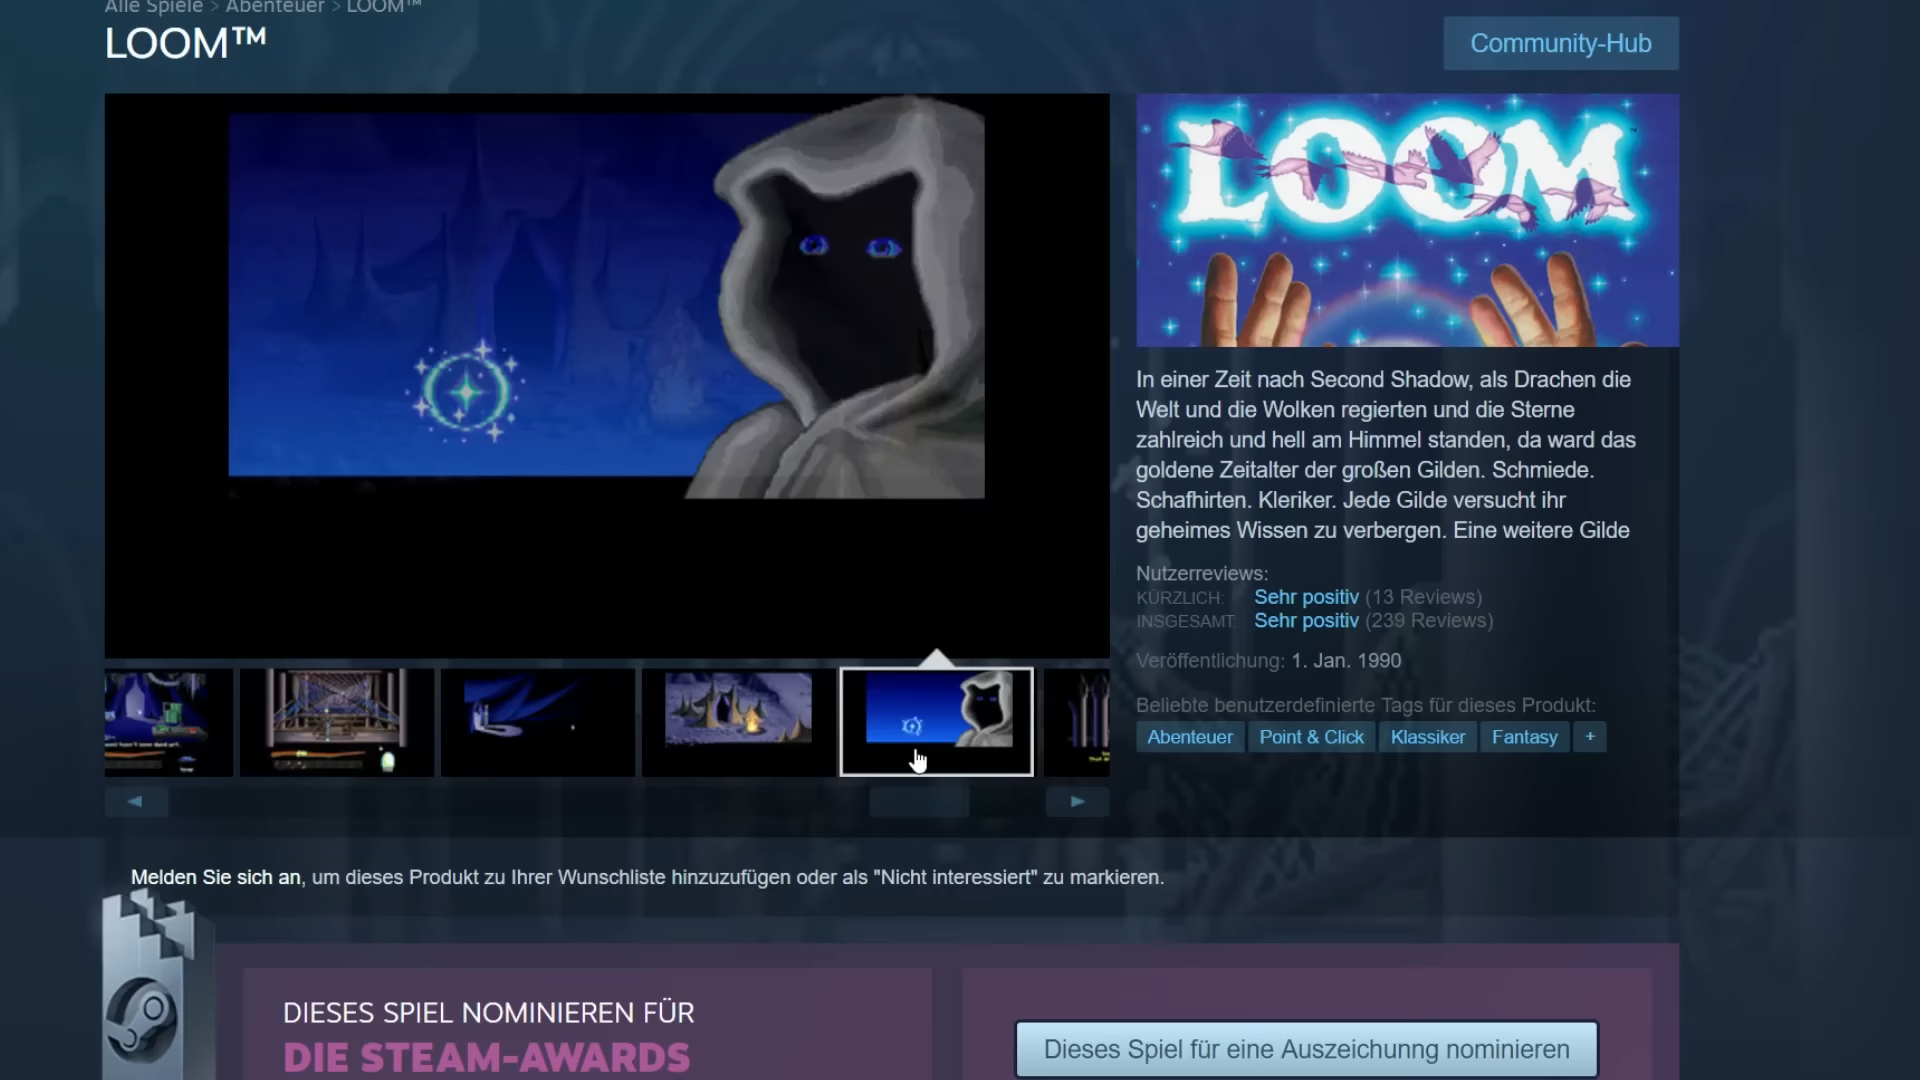 Alle Spiele > Abenteuer > LOOM™
LOOM™
Community-Hub
LOOM™
In einer Zeit nach Second Shadow, als Drachen die
Welt und die Wolken regierten und die Sterne
zahlreich und hell am Himmel standen, da ward das
goldene Zeitalter der großen Gilden. Schmiede.
Schafhirten. Kleriker. Jede Gilde versucht ihr
geheimes Wissen zu verbergen. Eine weitere Gilde
Nutzerreviews:
KÜRZLICH: Sehr positiv (13 Reviews)
INSGESAMT: Sehr positiv (239 Reviews)
Veröffentlichung: 1. Jan. 1990
Beliebte benutzerdefinierte Tags für dieses Produkt:
Abenteuer Point & Click Klassiker Fantasy +
Melden Sie sich an, um dieses Produkt zu Ihrer Wunschliste hinzuzufügen oder als "Nicht interessiert" zu markieren.
DIESES SPIEL NOMINIEREN FÜR
DIE STEAM-AWARDS
Dieses Spiel für eine Auszeichunng nominieren